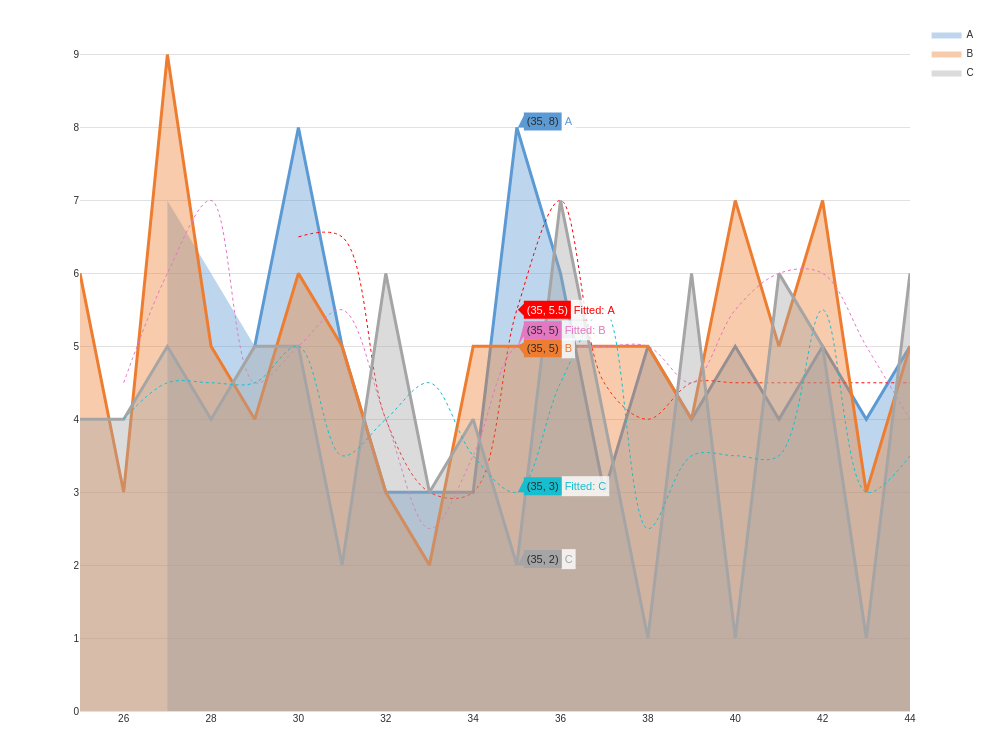 A
B
C
9
8
(35, 8) A
7
6
(35, 5.5) Fitted: A
(35, 5) Fitted: B
5
(35, 5) B
4
3
(35, 3) Fitted: C
(35, 2) C
2
1
0
26 28 30 32 34 36 38 40 42 44